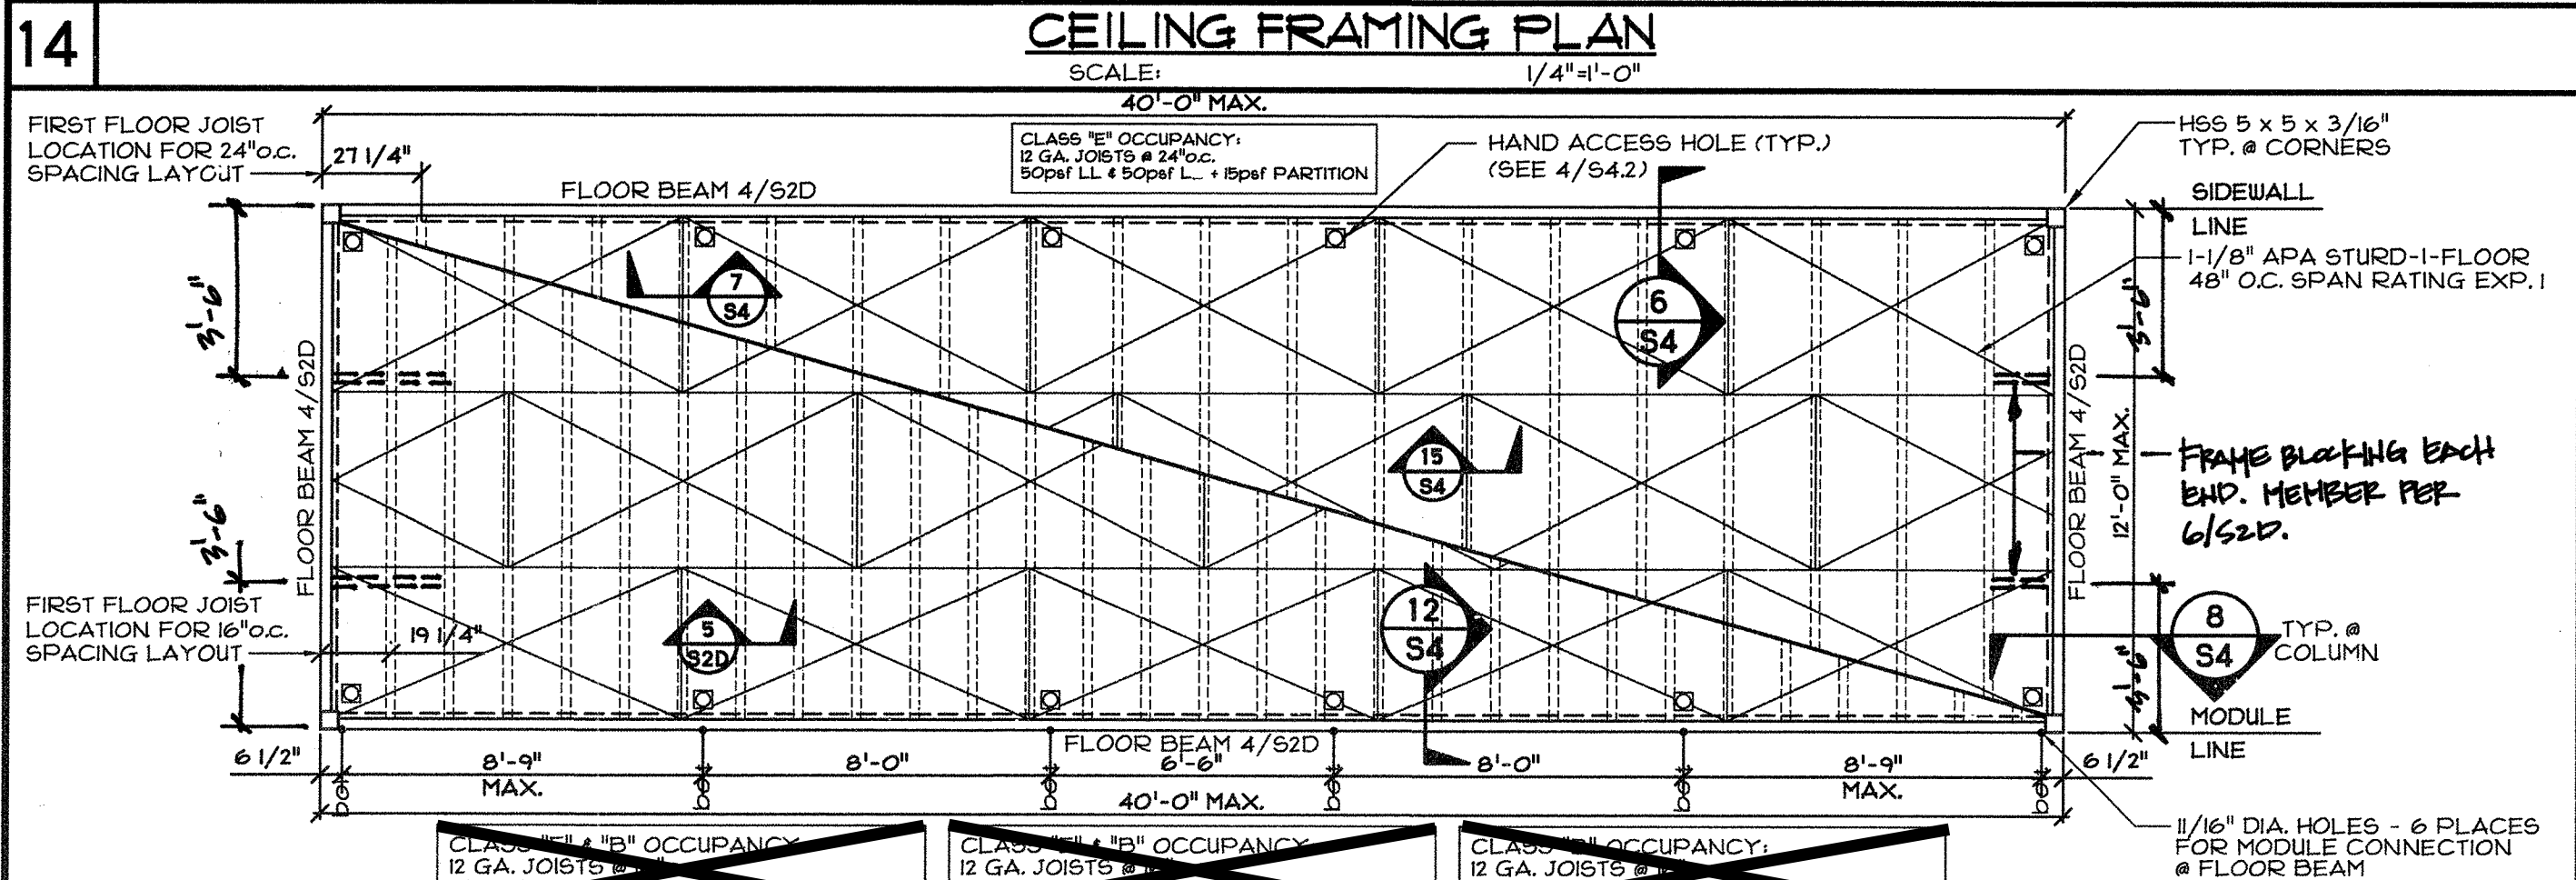 14
CEILING FRAMING PLAN
SCALE: 1/4"=1'-0"
40'-0" MAX.
FIRST FLOOR JOIST
LOCATION FOR 24"o.c.
SPACING LAYOUT
27 1/4"
FLOOR BEAM 4/S2D
CLASS "E" OCCUPANCY:
12 GA. JOISTS @ 24"o.c.
50psf LL & 50psf L + 15psf PARTITION
HAND ACCESS HOLE (TYP.)
(SEE 4/S4.2)
HSS 5 x 5 x 3/16"
TYP. @ CORNERS
SIDEWALL
LINE
1-1/8" APA STURD-I-FLOOR
48" O.C. SPAN RATING EXP. 1
3'-6"
7
S4
6
S4
3'-6"
FLOOR BEAM 4/S2D
15
S4
FLOOR BEAM 4/S2D
12'-0" MAX.
FRAME BLOCKING EACH
END. MEMBER PER
6/S2D.
3'-6"
FIRST FLOOR JOIST
LOCATION FOR 16"o.c.
SPACING LAYOUT
19 1/4"
5
S2D
12
S4
8
S4
TYP. @
COLUMN
3'-6"
MODULE
LINE
FLOOR BEAM 4/S2D
6 1/2"
8'-9"
MAX.
8'-0"
6'-6"
8'-0"
8'-9"
MAX.
6 1/2"
40'-0" MAX.
11/16" DIA. HOLES - 6 PLACES
FOR MODULE CONNECTION
@ FLOOR BEAM
CLASS & "B" OCCUPANCY
12 GA. JOISTS @
CLASS & "B" OCCUPANCY
12 GA. JOISTS @
CLASS OCCUPANCY:
12 GA. JOISTS @